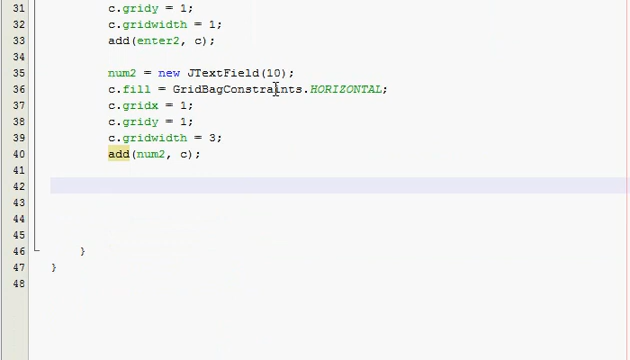 31 c.gridy = 1;
32 c.gridwidth = 1;
33 add(enter2, c);
34
35 num2 = new JTextField(10);
36 c.fill = GridBagConstraints.HORIZONTAL;
37 c.gridx = 1;
38 c.gridy = 1;
39 c.gridwidth = 3;
40 add(num2, c);
41
42
43
44
45
46 }
47 }
48